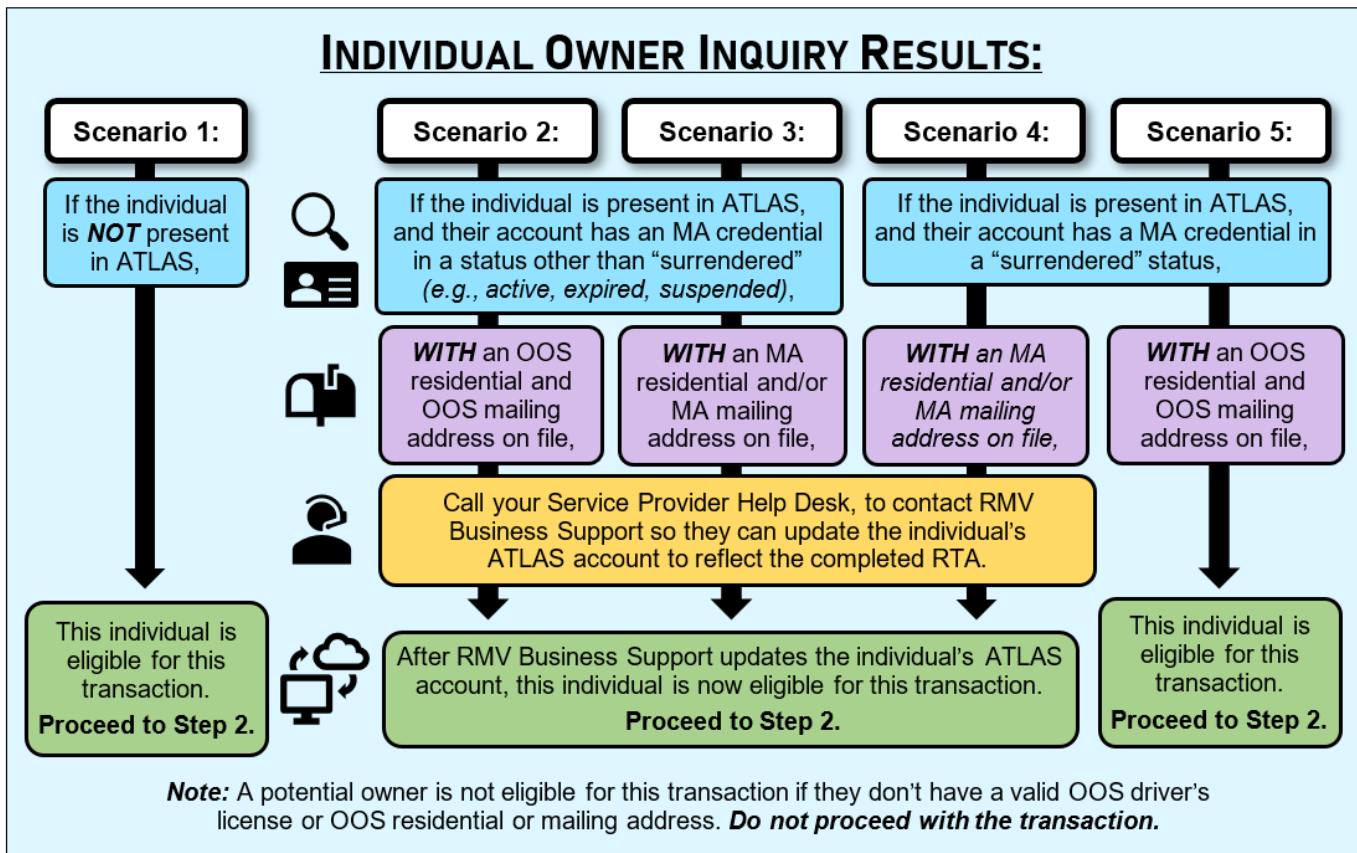 INDIVIDUAL OWNER INQUIRY RESULTS:
Scenario 1:
If the individual
is NOT present
in ATLAS,
This individual is
eligible for this
transaction.
Proceed to Step 2.
Scenario 2:
Scenario 3:
If the individual is present in ATLAS,
and their account has an MA credential
in a status other than “surrendered”
(e.g., active, expired, suspended),
WITH an OOS
residential and
OOS mailing
address on file,
WITH an MA
residential and/or
MA mailing
address on file,
Scenario 4:
Scenario 5:
If the individual is present in ATLAS,
and their account has a MA credential in
a “surrendered” status,
WITH an MA
residential and/or
MA mailing
address on file,
WITH an OOS
residential and
OOS mailing
address on file,
Call your Service Provider Help Desk, to contact RMV
Business Support so they can update the individual’s
ATLAS account to reflect the completed RTA.
After RMV Business Support updates the individual’s ATLAS
account, this individual is now eligible for this transaction.
Proceed to Step 2.
This individual is
eligible for this
transaction.
Proceed to Step 2.
Note: A potential owner is not eligible for this transaction if they don’t have a valid OOS driver’s
license or OOS residential or mailing address. Do not proceed with the transaction.